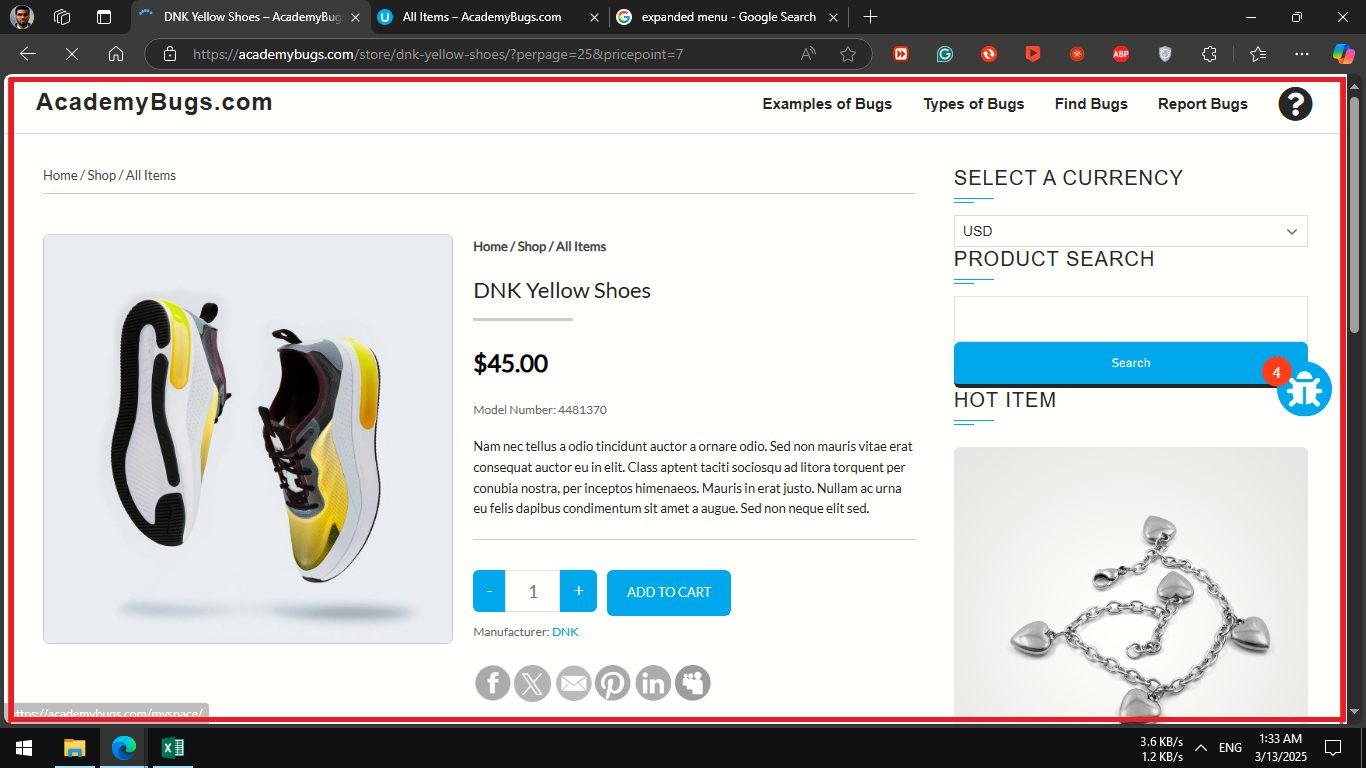 DNK Yellow Shoes – AcademyBug
All Items – AcademyBugs.com
expanded menu - Google Search
https://academybugs.com/store/dnk-yellow-shoes/?perpage=25&pricepoint=7
ABP
AcademyBugs.com
Examples of Bugs
Types of Bugs
Find Bugs
Report Bugs
?
Home / Shop / All Items
Home / Shop / All Items
DNK Yellow Shoes
$45.00
Model Number: 4481370
Nam nec tellus a odio tincidunt auctor a ornare odio. Sed non mauris vitae erat
consequat auctor eu in elit. Class aptent taciti sociosqu ad litora torquent per
conubia nostra, per inceptos himenaeos. Mauris in erat justo. Nullam ac urna
eu felis dapibus condimentum sit amet a augue. Sed non neque elit sed.
- 1 +
ADD TO CART
Manufacturer: DNK
SELECT A CURRENCY
USD
PRODUCT SEARCH
Search
4
HOT ITEM
https://academybugs.com/myspace/
3.6 KB/s
1.2 KB/s
ENG
1:33 AM
3/13/2025